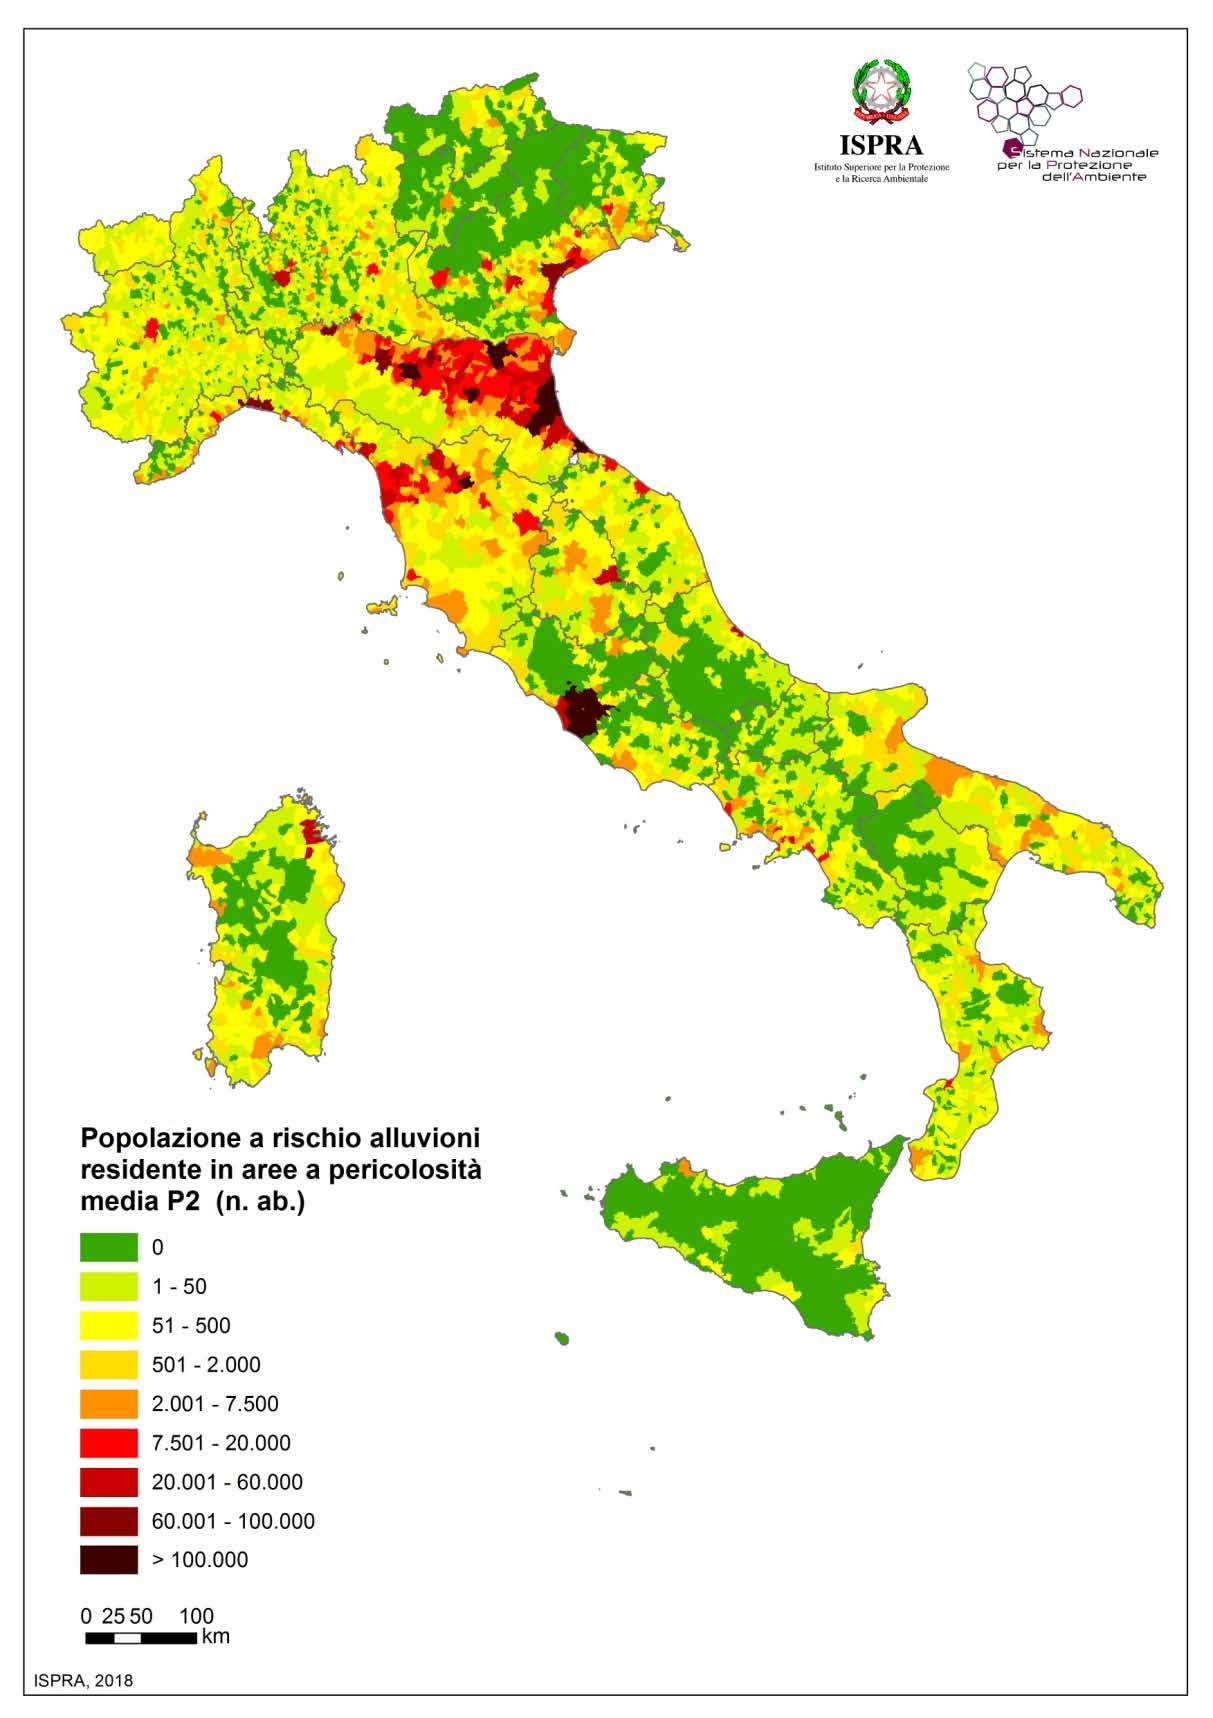 ISPRA
Istituto Superiore per la Protezione
e la Ricerca Ambientale
Sistema Nazionale
per la Protezione
dell'Ambiente
Popolazione a rischio alluvioni
residente in aree a pericolosità
media P2 (n. ab.)
0
1 - 50
51 - 500
501 - 2.000
2.001 - 7.500
7.501 - 20.000
20.001 - 60.000
60.001 - 100.000
> 100.000
0 25 50 100
km
ISPRA, 2018